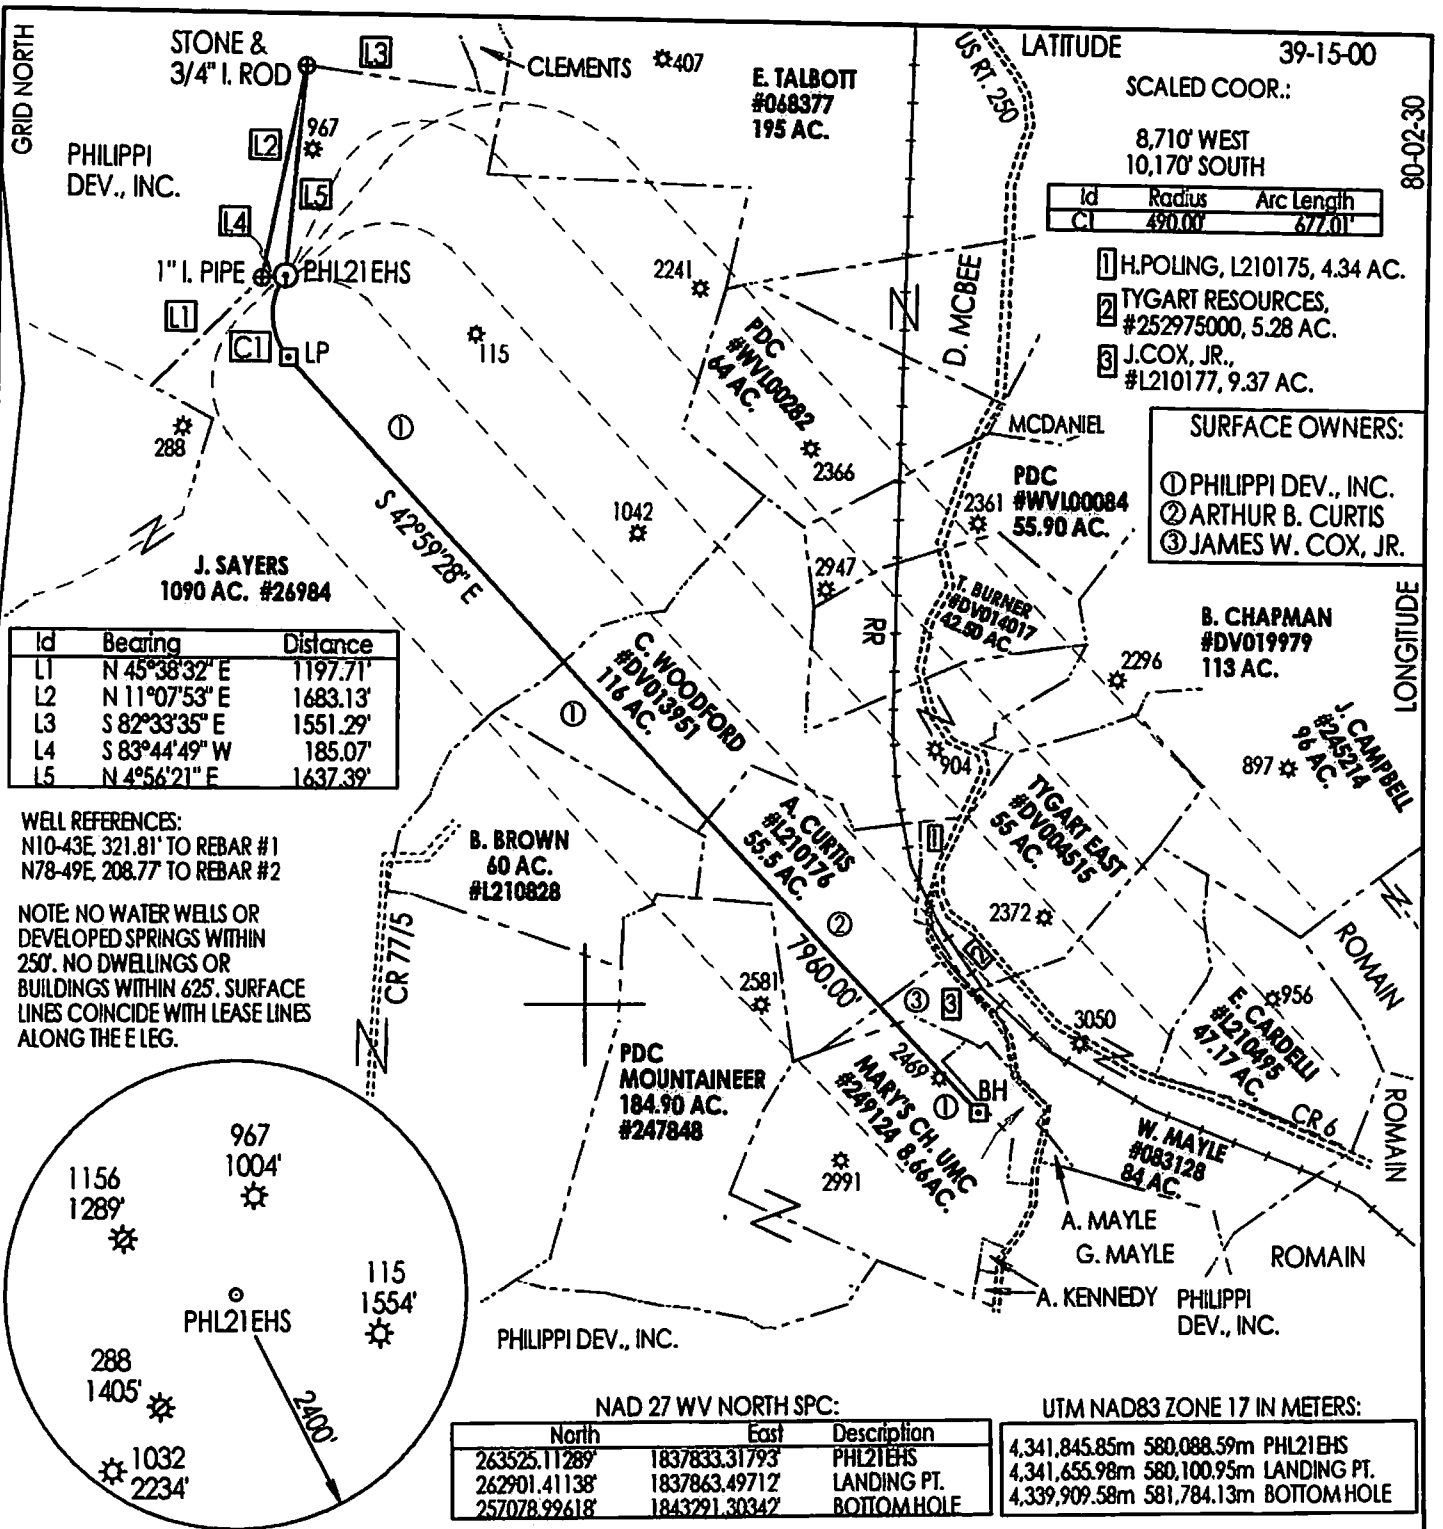 GRID NORTH
STONE &
3/4" I. ROD
L3
CLEMENTS
407
E. TALBOTT
#068377
195 AC.
US RT. 250
LATITUDE 39-15-00
SCALED COOR.:
8,710' WEST
10,170' SOUTH
80-02-30
Id Radius Arc Length
C1 490.00' 677.01'
1 H.POLING, L210175, 4.34 AC.
2 TYGART RESOURCES,
#252975000, 5.28 AC.
3 J.COX, JR.,
#L210177, 9.37 AC.
SURFACE OWNERS:
① PHILIPPI DEV., INC.
② ARTHUR B. CURTIS
③ JAMES W. COX, JR.
LONGITUDE
PHILIPPI
DEV., INC.
L2
967
L5
L4
1" I. PIPE
PHL21EHS
L1
C1
LP
288
115
2241
PDC
#WVL00282
64 AC.
D. MCBEE
2366
MCDANIEL
PDC
#WVL00084
55.90 AC.
2361
①
S 42°59'28" E
1042
2947
J. SAYERS
1090 AC. #26984
T. BURNER
#DV014017
42.50 AC.
RR
B. CHAPMAN
#DV019979
113 AC.
2296
J. CAMPBELL
#245214
96 AC.
897
Id Bearing Distance
L1 N 45°38'32" E 1197.71'
L2 N 11°07'53" E 1683.13'
L3 S 82°33'35" E 1551.29'
L4 S 83°44'49" W 185.07'
L5 N 4°56'21" E 1637.39'
C. WOODFORD
#DV013951
116 AC.
①
904
TYGART EAST
#DV004515
55 AC.
WELL REFERENCES:
N10-43E, 321.81' TO REBAR #1
N78-49E, 208.77' TO REBAR #2
B. BROWN
60 AC.
#L210828
A. CURTIS
#L210176
55.5 AC.
1
②
2372
NOTE: NO WATER WELLS OR
DEVELOPED SPRINGS WITHIN
250'. NO DWELLINGS OR
BUILDINGS WITHIN 625'. SURFACE
LINES COINCIDE WITH LEASE LINES
ALONG THE E LEG.
CR 77/5
7960.00'
2581
2
③
3
ROMAIN
956
E. CARDELLI
#L210495
47.17 AC.
3050
2469
BH
①
PDC
MOUNTAINEER
184.90 AC.
#247848
MARY'S CH. UMC
#249124 8.66AC.
2991
CR 6
ROMAIN
W. MAYLE
#083128
84 AC.
A. MAYLE
G. MAYLE
A. KENNEDY
ROMAIN
PHILIPPI
DEV., INC.
PHILIPPI DEV., INC.
967
1004'
1156
1289'
115
1554'
PHL21EHS
288
1405'
1032
2234'
2400'
NAD 27 WV NORTH SPC:
North East Description
263525.11289' 1837833.31793' PHL21EHS
262901.41138' 1837863.49712' LANDING PT.
257078.99618' 1843291.30342' BOTTOM HOLE
UTM NAD83 ZONE 17 IN METERS:
4,341,845.85m 580,088.59m PHL21EHS
4,341,655.98m 580,100.95m LANDING PT.
4,339,909.58m 581,784.13m BOTTOM HOLE